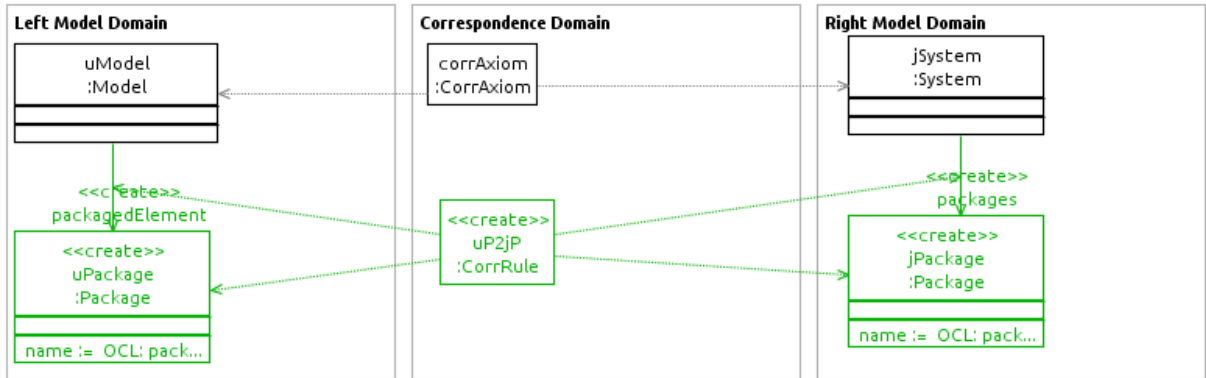 Left Model Domain
uModel
:Model
<<create>>
packagedElement
<<create>>
uPackage
:Package
name := OCL: pack...
Correspondence Domain
corrAxiom
:CorrAxiom
<<create>>
uP2jP
:CorrRule
Right Model Domain
jSystem
:System
<<create>>
packages
<<create>>
jPackage
:Package
name := OCL: pack...